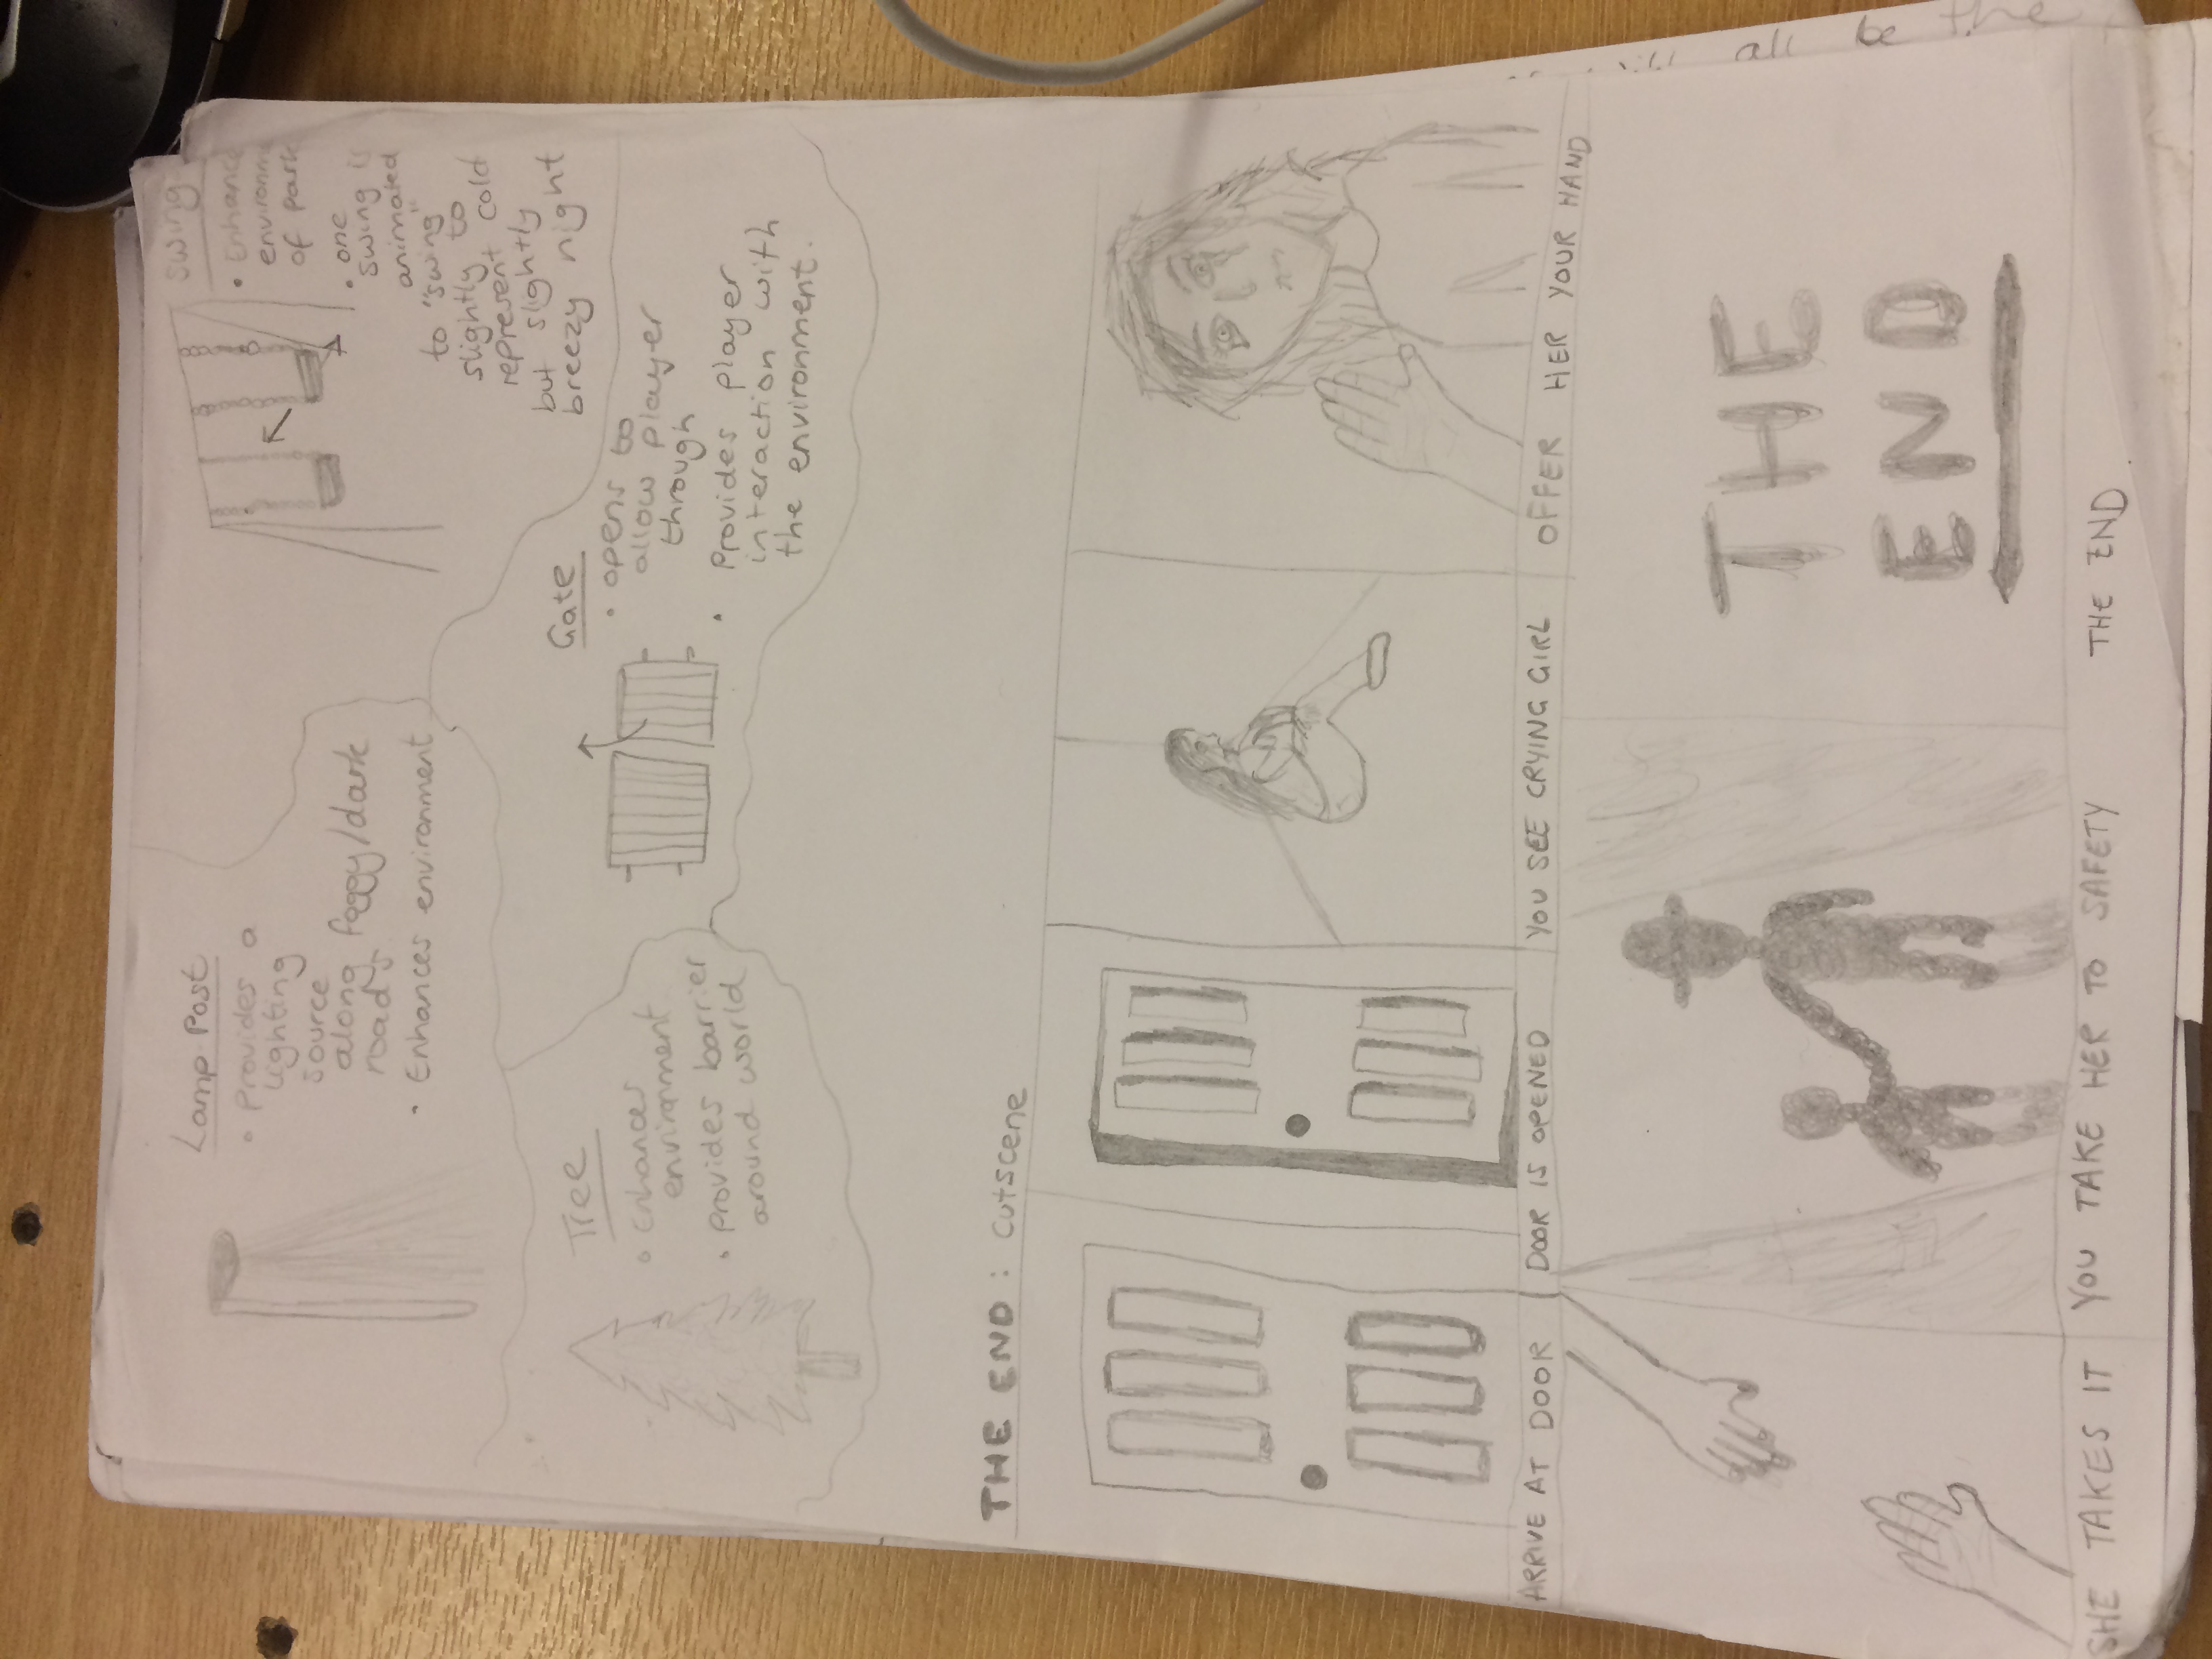 Lamp Post
• Provides a
lighting
source
along foggy/dark
roads.
• Enhances environment
Swing
• Enhance
environm
of park
• one
swing is
animated
to "swing"
slightly to
represent cold
but slightly
breezy night
Tree
• Enhances
environment
• Provides barrier
around world
Gate
• opens to
allow player
through
• Provides player
interaction with
the environment.
THE END : Cutscene
ARRIVE AT DOOR
DOOR IS OPENED
YOU SEE CRYING GIRL
OFFER HER YOUR HAND
SHE TAKES IT
YOU TAKE HER TO SAFETY
THE
END
THE END.
all be the